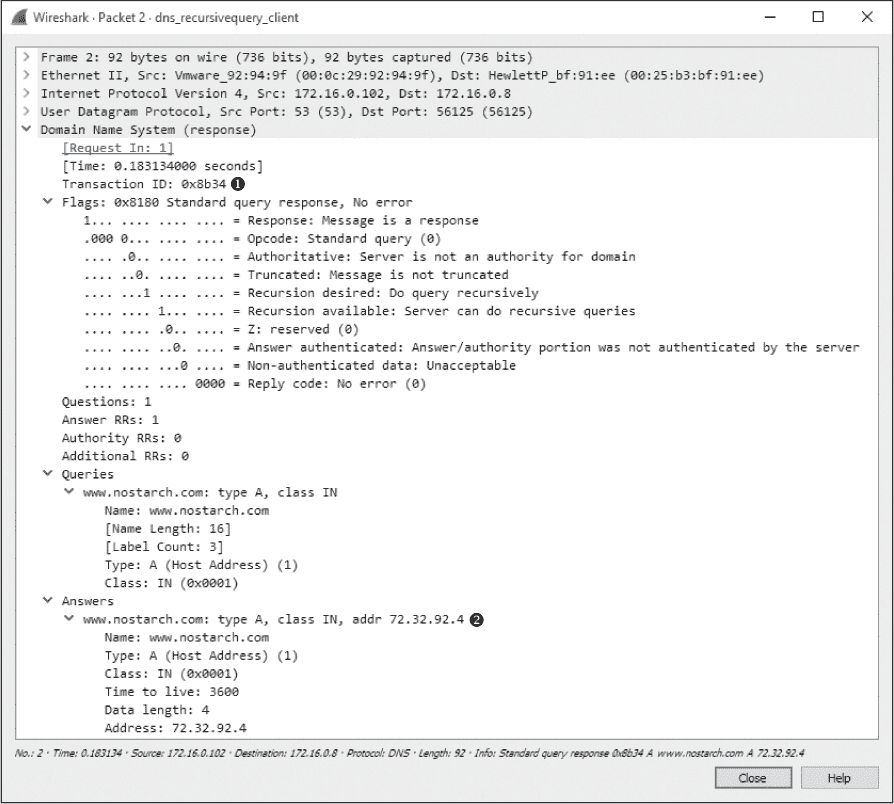 Wireshark · Packet 2 · dns_recursivequery_client
Frame 2: 92 bytes on wire (736 bits), 92 bytes captured (736 bits)
Ethernet II, Src: Vmware_92:94:9f (00:0c:29:92:94:9f), Dst: HewlettP_bf:91:ee (00:25:b3:bf:91:ee)
Internet Protocol Version 4, Src: 172.16.0.102, Dst: 172.16.0.8
User Datagram Protocol, Src Port: 53 (53), Dst Port: 56125 (56125)
Domain Name System (response)
[Request In: 1]
[Time: 0.183134000 seconds]
Transaction ID: 0x8b34 ❶
Flags: 0x8180 Standard query response, No error
1... .... .... .... = Response: Message is a response
.000 0... .... .... = Opcode: Standard query (0)
.... .0.. .... .... = Authoritative: Server is not an authority for domain
.... ..0. .... .... = Truncated: Message is not truncated
.... ...1 .... .... = Recursion desired: Do query recursively
.... .... 1... .... = Recursion available: Server can do recursive queries
.... .... .0.. .... = Z: reserved (0)
.... .... ..0. .... = Answer authenticated: Answer/authority portion was not authenticated by the server
.... .... ...0 .... = Non-authenticated data: Unacceptable
.... .... .... 0000 = Reply code: No error (0)
Questions: 1
Answer RRs: 1
Authority RRs: 0
Additional RRs: 0
Queries
www.nostarch.com: type A, class IN
Name: www.nostarch.com
[Name Length: 16]
[Label Count: 3]
Type: A (Host Address) (1)
Class: IN (0x0001)
Answers
www.nostarch.com: type A, class IN, addr 72.32.92.4 ❷
Name: www.nostarch.com
Type: A (Host Address) (1)
Class: IN (0x0001)
Time to live: 3600
Data length: 4
Address: 72.32.92.4
No.: 2 · Time: 0.183134 · Source: 172.16.0.102 · Destination: 172.16.0.8 · Protocol: DNS · Length: 92 · Info: Standard query response 0x8b34 A www.nostarch.com A 72.32.92.4
Close Help